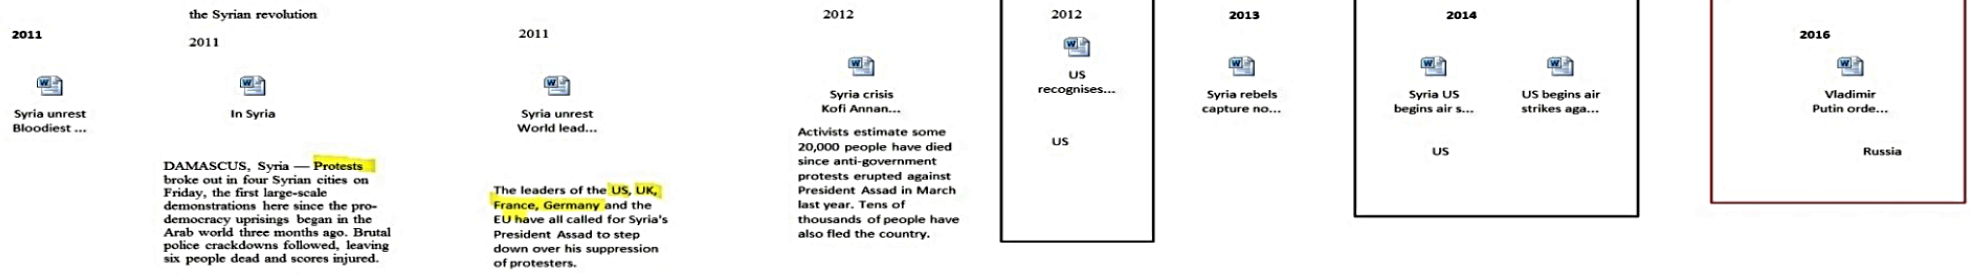 2011
Syria unrest
Bloodiest ...
the Syrian revolution
2011
In Syria
DAMASCUS, Syria — Protests
broke out in four Syrian cities on
Friday, the first large-scale
demonstrations here since the pro-
democracy uprisings began in the
Arab world three months ago. Brutal
police crackdowns followed, leaving
six people dead and scores injured.
2011
Syria unrest
World lead...
The leaders of the US, UK,
France, Germany and the
EU have all called for Syria's
President Assad to step
down over his suppression
of protesters.
2012
Syria crisis
Kofi Annan...
Activists estimate some
20,000 people have died
since anti-government
protests erupted against
President Assad in March
last year. Tens of
thousands of people have
also fled the country.
2012
US
recognises...
US
2013
Syria rebels
capture no...
2014
Syria US
begins air s...
US begins air
strikes aga...
US
2016
Vladimir
Putin orde...
Russia